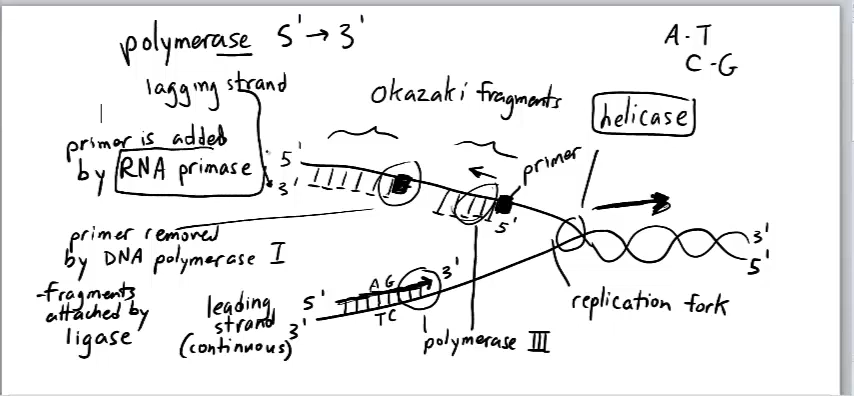 polymerase 5' → 3'
A-T
C-G
lagging strand
Okazaki fragments
helicase
primer is added
by RNA primase
5'
3'
primer
5'
primer removed
by DNA polymerase I
3'
5'
-fragments
attached by
ligase
leading
strand
(continuous)
5'
3'
AG
TC
3'
polymerase III
replication fork